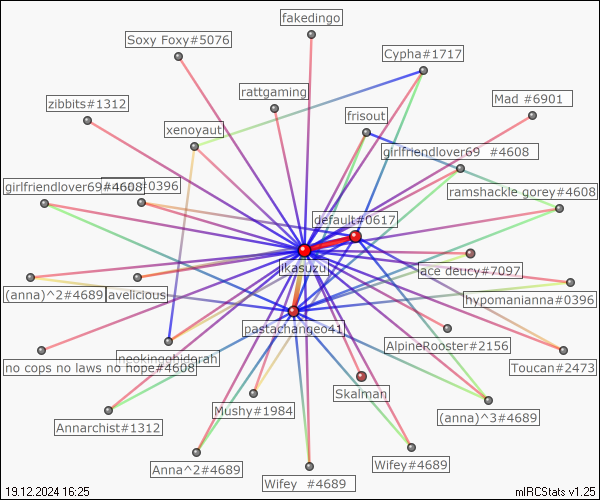 fakedingo
Soxy Foxy#5076
Cypha#1717
rattgaming
zibbits#1312
Mad #6901
frisout
xenoyaut
girlfriendlover69 #4608
girlfriendlover69#4608
#0396
ramshackle gorey#4608
default#0617
ikasuzu
ace deucy#7097
(anna)^2#4689
avelicious
hypomanianna#0396
pastachangeo41
neokingghidorah
AlpineRooster#2156
no cops no laws no hope#4608
Toucan#2473
Skalman
Mushy#1984
(anna)^3#4689
Annarchist#1312
Anna^2#4689
Wifey#4689
Wifey #4689
19.12.2024 16:25
mIRCStats v1.25